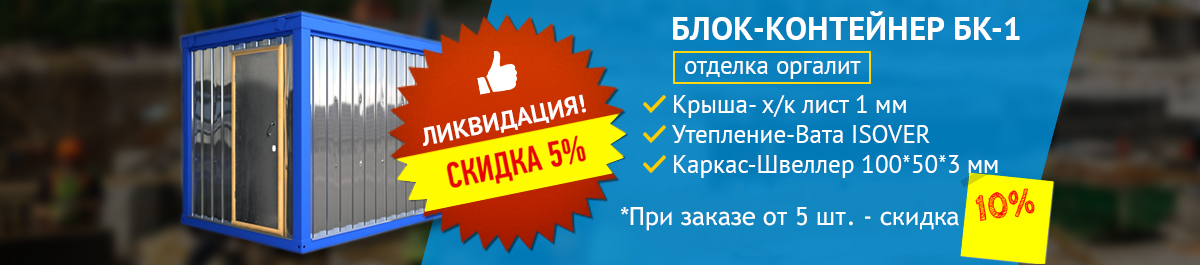 БЛОК-КОНТЕЙНЕР БК-1
отделка оргалит
Крыша- х/к лист 1 мм
Утепление-Вата ISOVER
Каркас-Швеллер 100*50*3 мм
*При заказе от 5 шт. - скидка 10%
ЛИКВИДАЦИЯ!
СКИДКА 5%